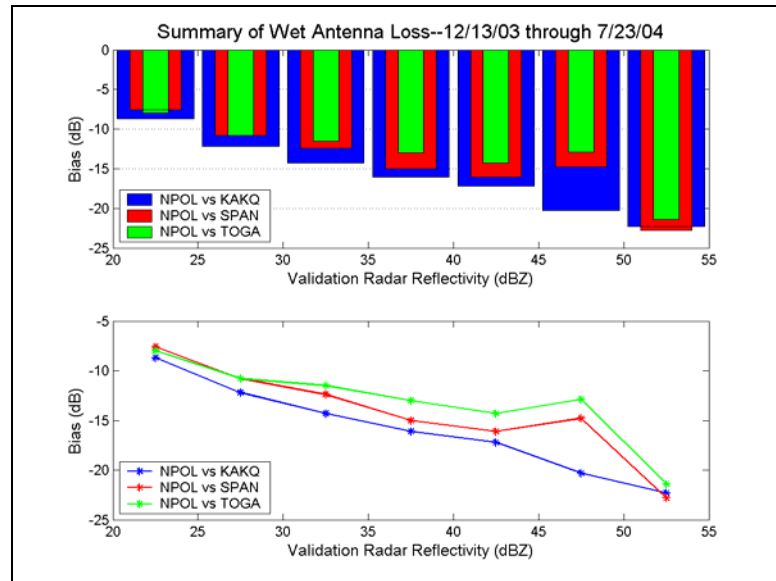 Summary of Wet Antenna Loss--12/13/03 through 7/23/04
0
-5
-10
-15
-20
-25
Bias (dB)
NPOL vs KAKQ
NPOL vs SPAN
NPOL vs TOGA
20 25 30 35 40 45 50 55
Validation Radar Reflectivity (dBZ)
-5
-10
-15
-20
-25
Bias (dB)
NPOL vs KAKQ
NPOL vs SPAN
NPOL vs TOGA
20 25 30 35 40 45 50 55
Validation Radar Reflectivity (dBZ)